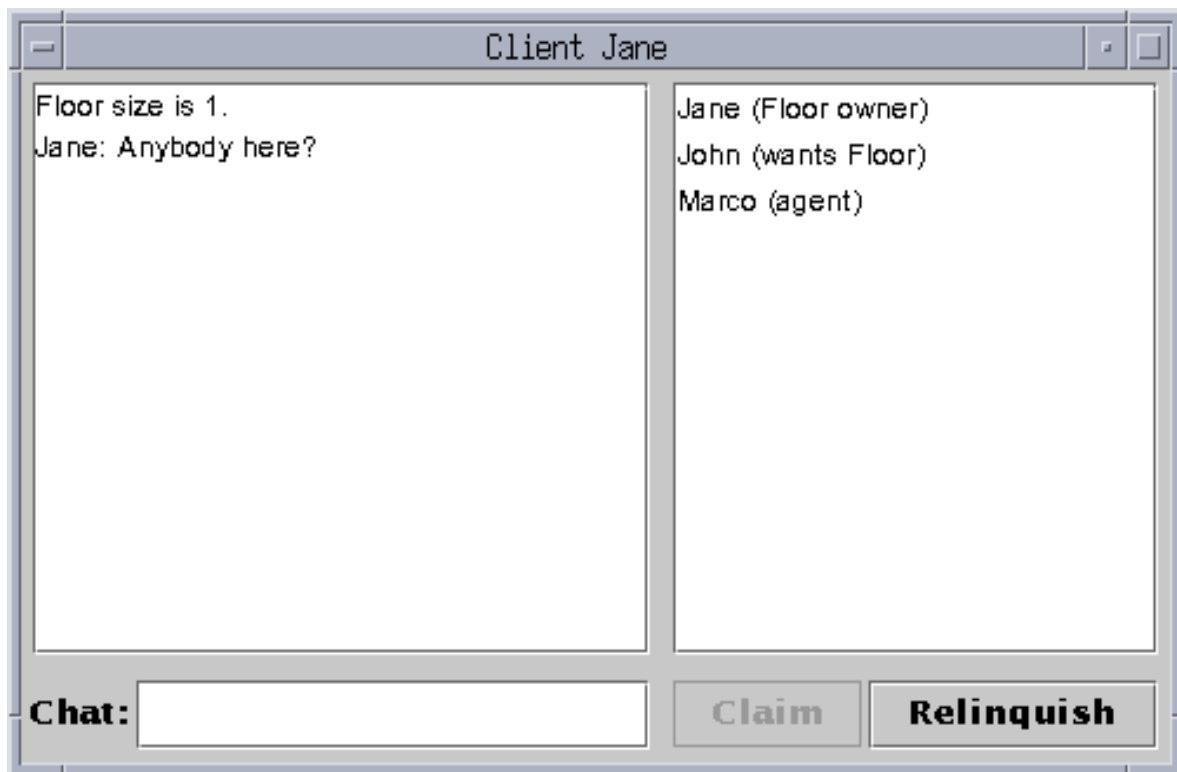 Client Jane
Floor size is 1.
Jane: Anybody here?
Jane (Floor owner)
John (wants Floor)
Marco (agent)
Chat:
Claim
Relinquish